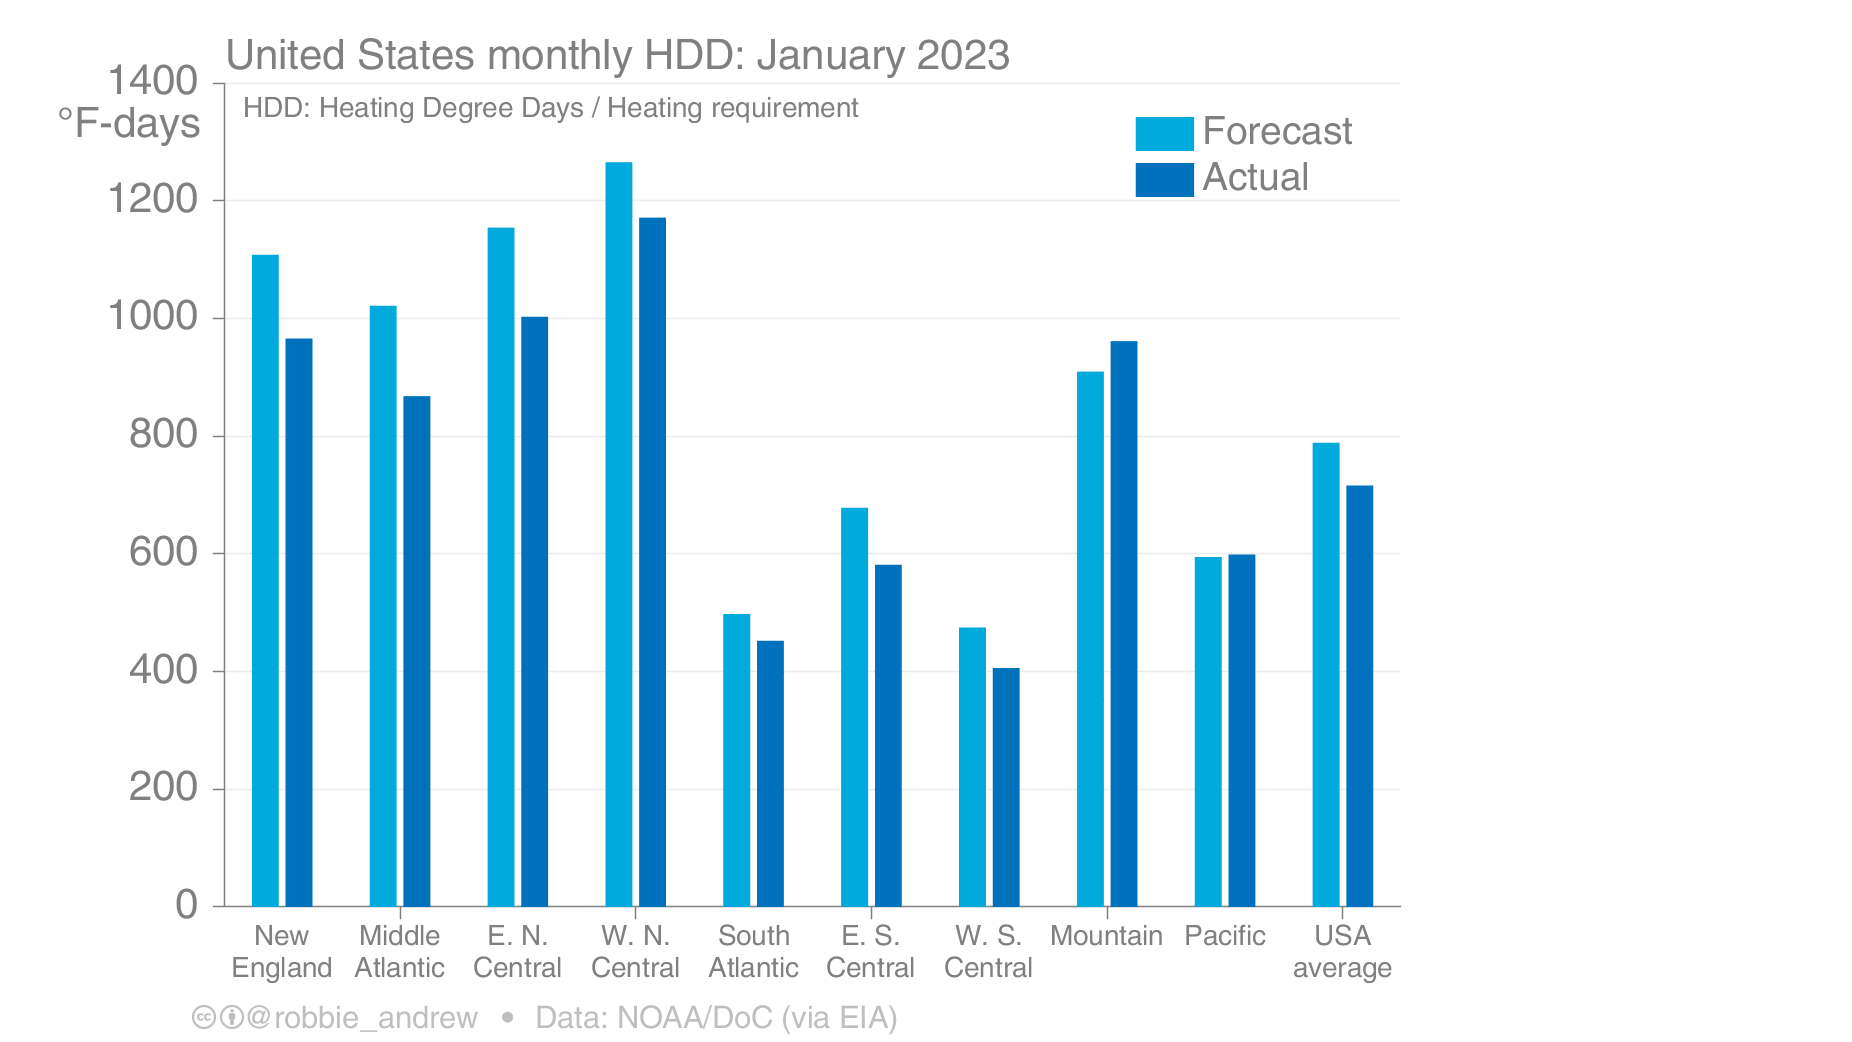 United States monthly HDD: January 2023
HDD: Heating Degree Days / Heating requirement
1400
°F-days
1200
1000
800
600
400
200
0
Forecast
Actual
New England
Middle Atlantic
E. N. Central
W. N. Central
South Atlantic
E. S. Central
W. S. Central
Mountain
Pacific
USA average
@robbie_andrew • Data: NOAA/DoC (via EIA)